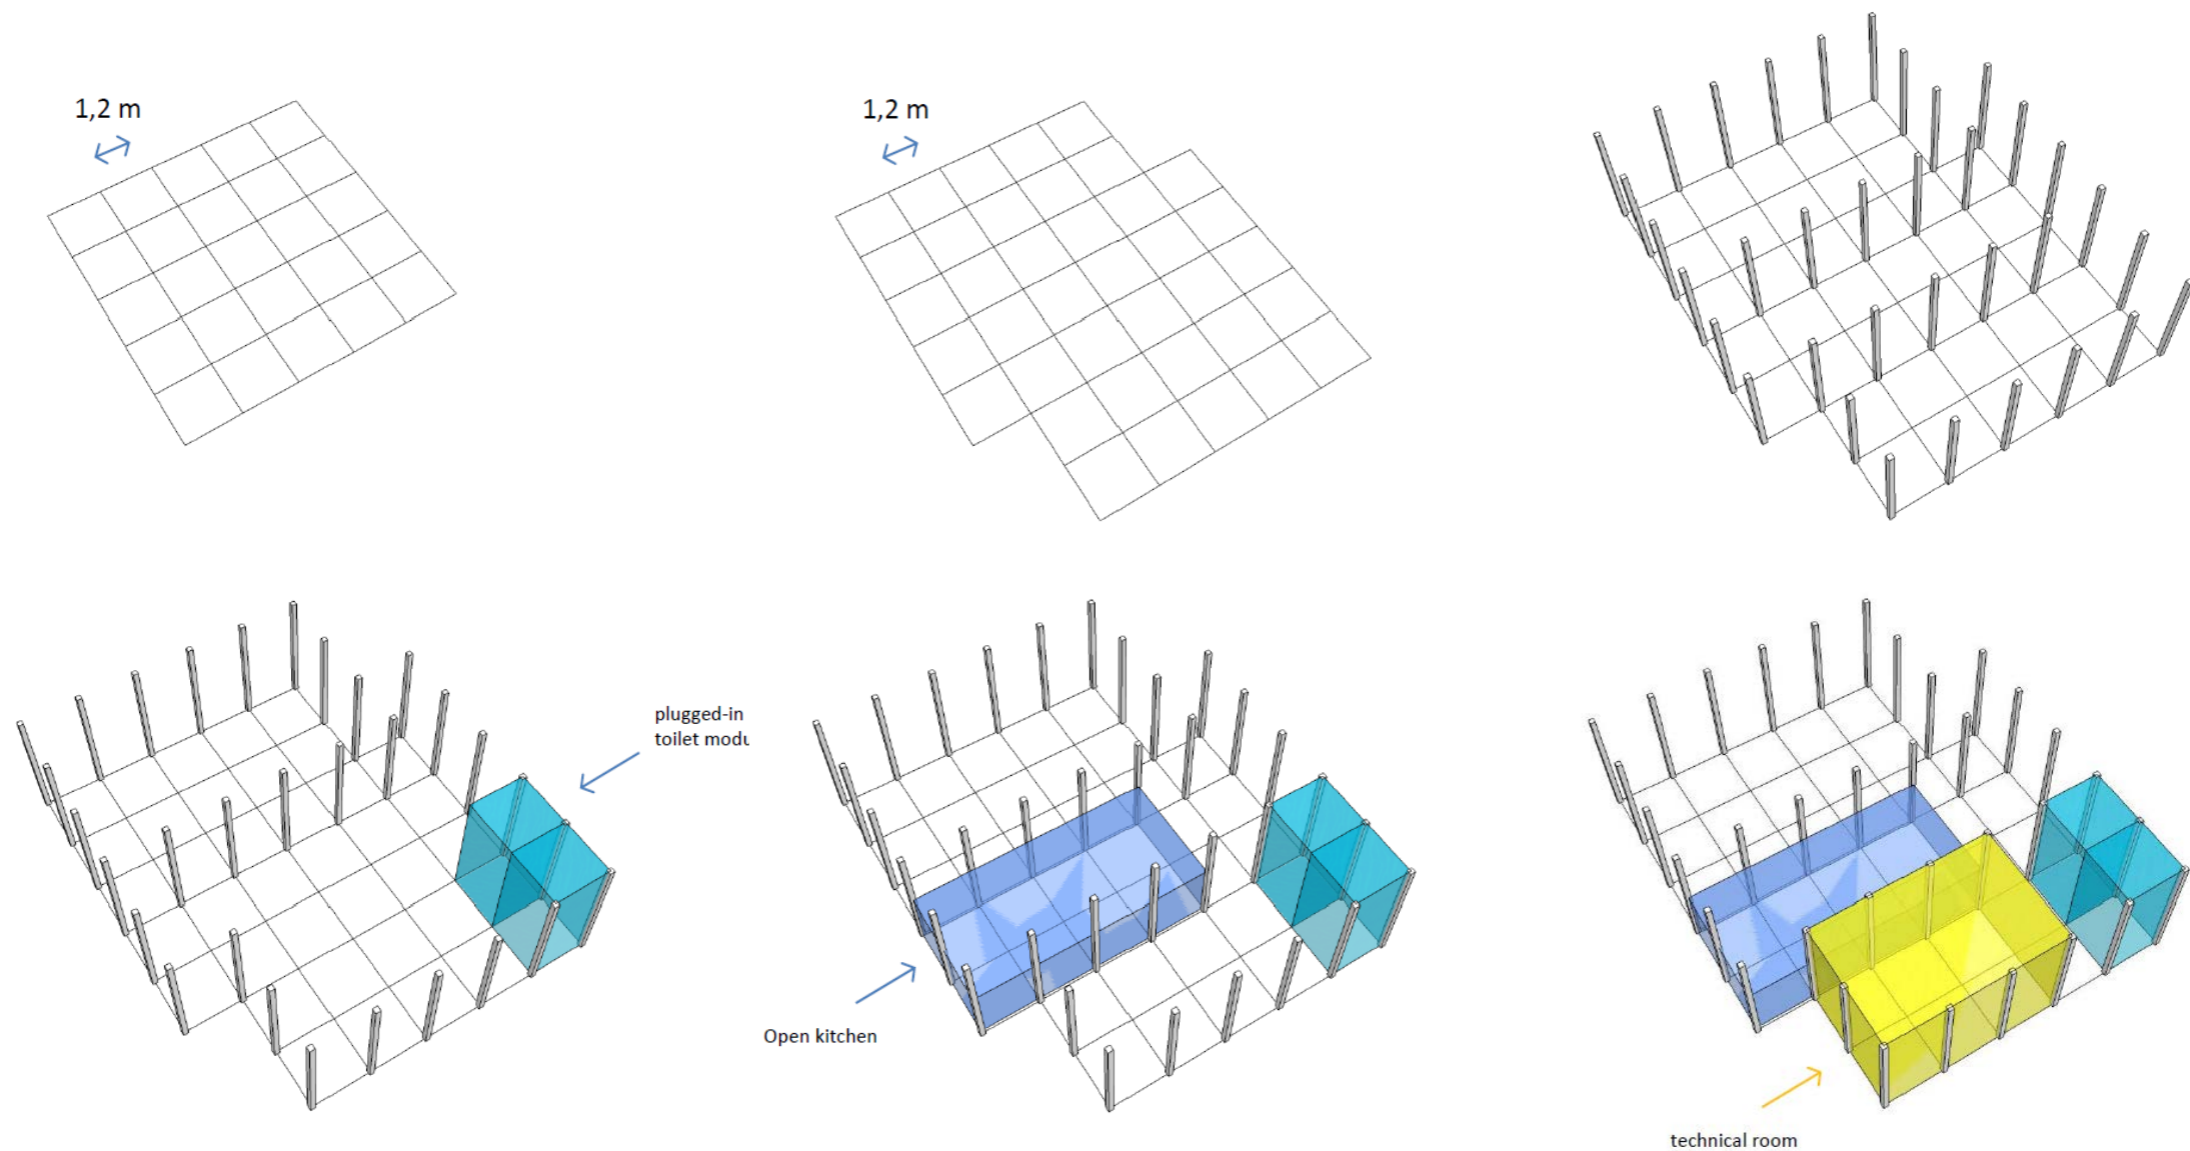 1,2 m
1,2 m
plugged-in
toilet modu
Open kitchen
technical room